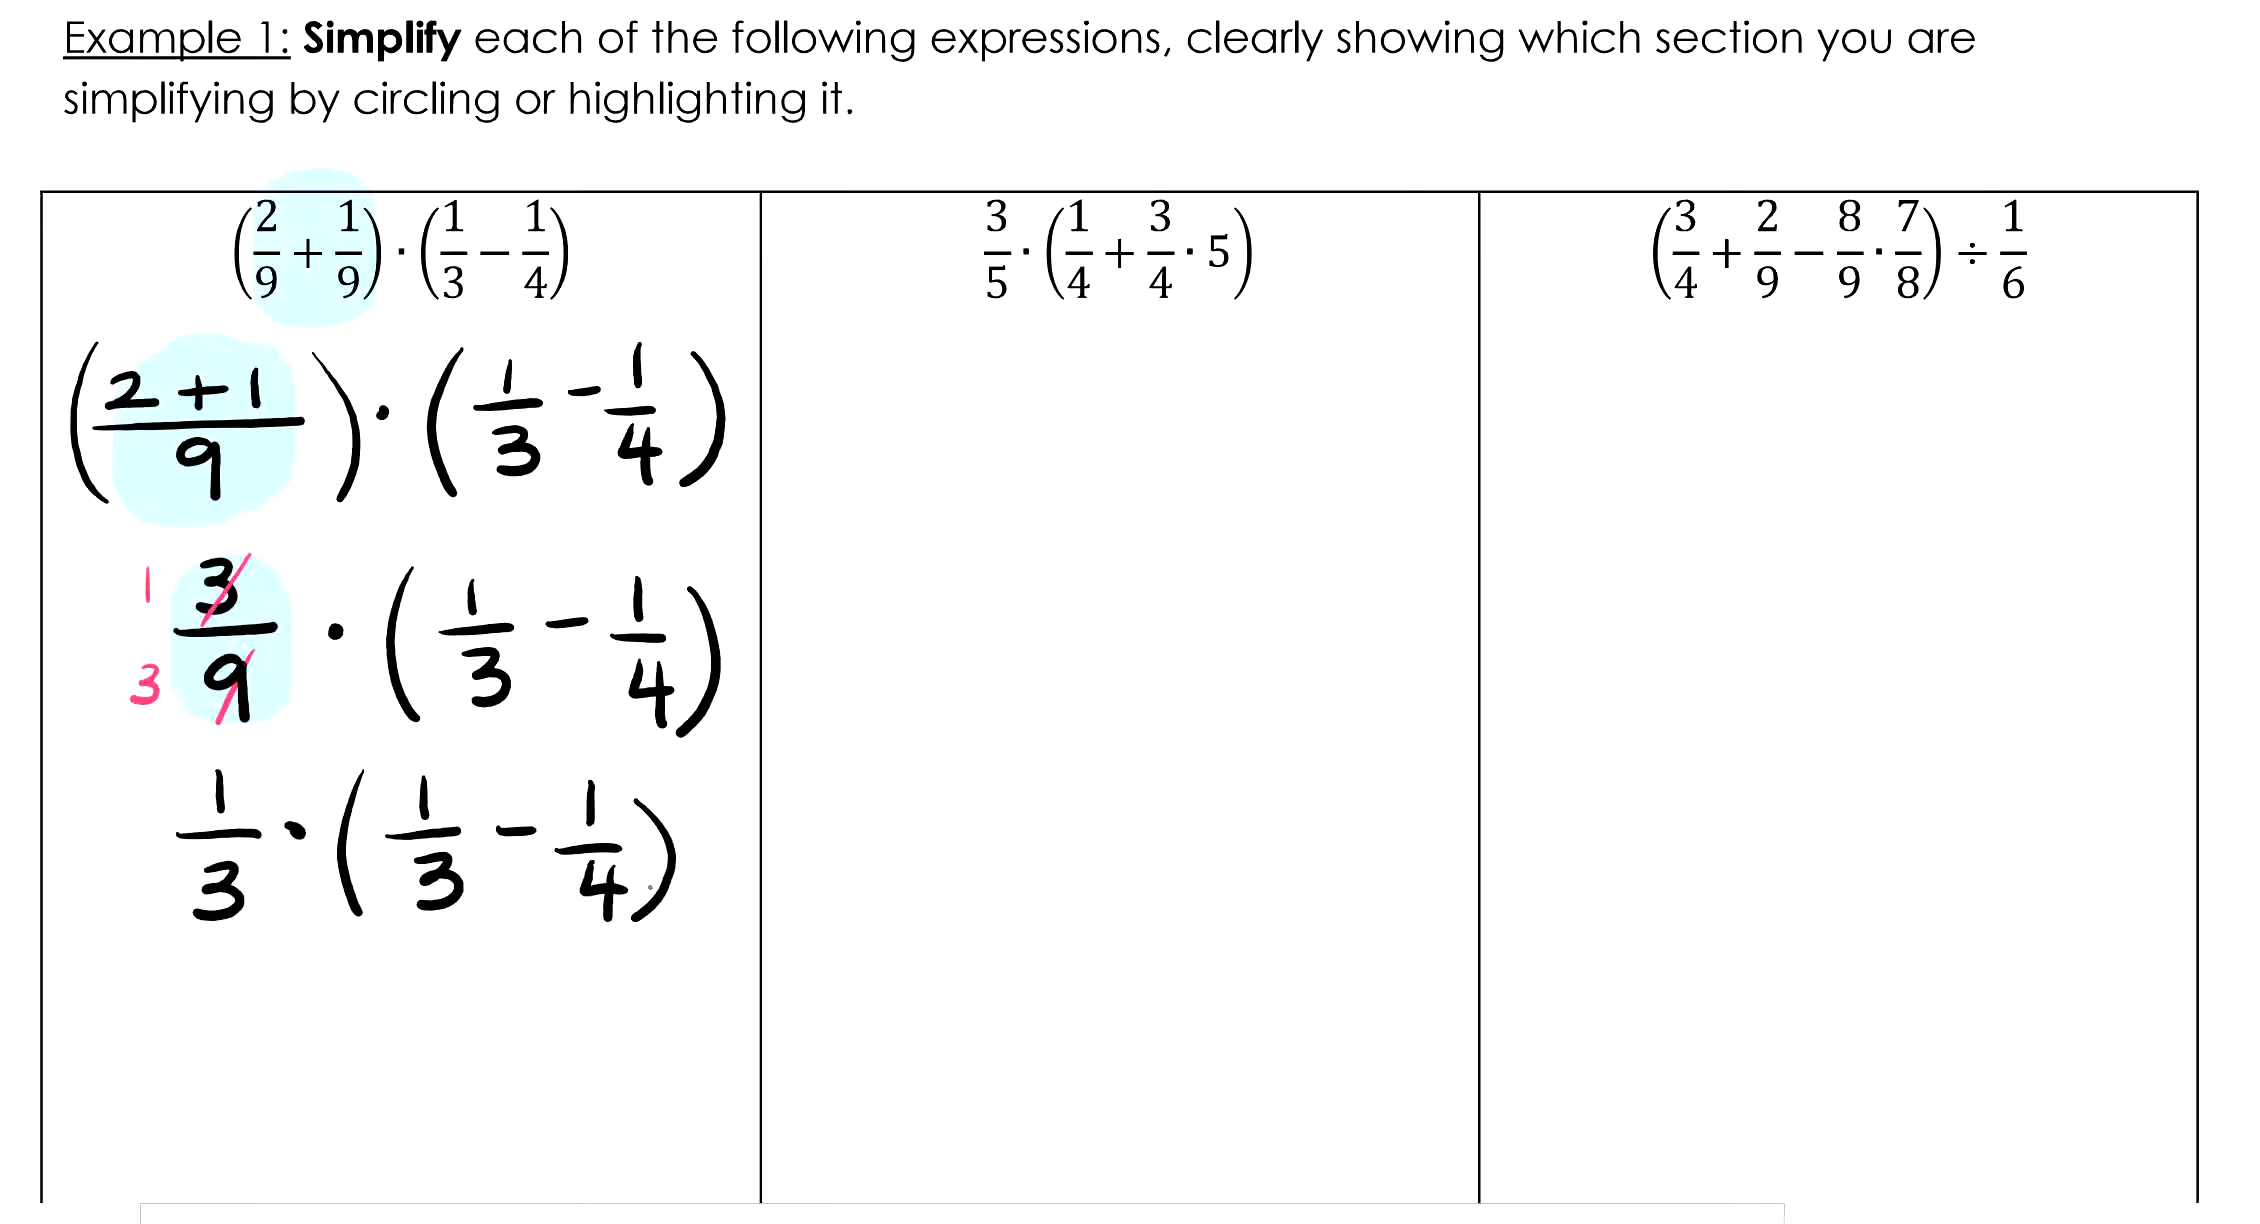 Example 1: Simplify each of the following expressions, clearly showing which section you are
simplifying by circling or highlighting it.
(2/9 + 1/9) · (1/3 − 1/4)
(2+1/9) · (1/3 - 1/4)
1 3/9 3 · (1/3 - 1/4)
1/3 · (1/3 - 1/4)
3/5 · (1/4 + 3/4 · 5)
(3/4 + 2/9 − 8/9 · 7/8) ÷ 1/6